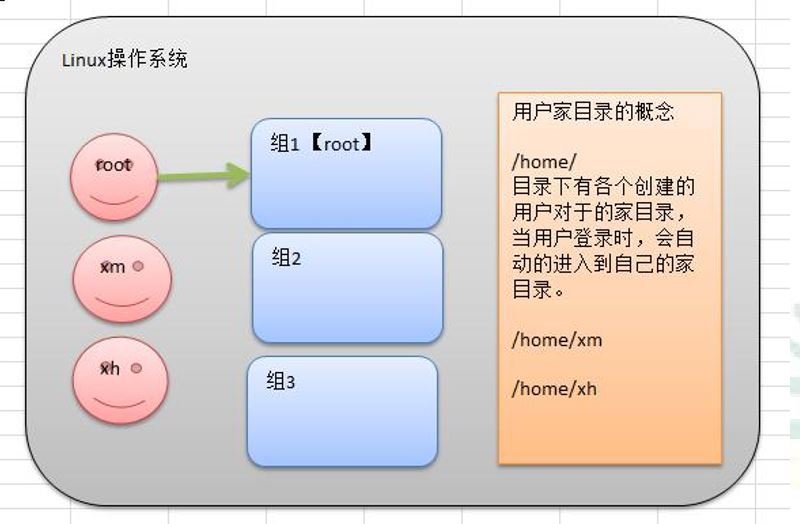 Linux操作系统
root
xm
xh
组1【root】
组2
组3
用户家目录的概念
/home/
目录下有各个创建的
用户对于的家目录，
当用户登录时，会自
动的进入到自己的家
目录。
/home/xm
/home/xh